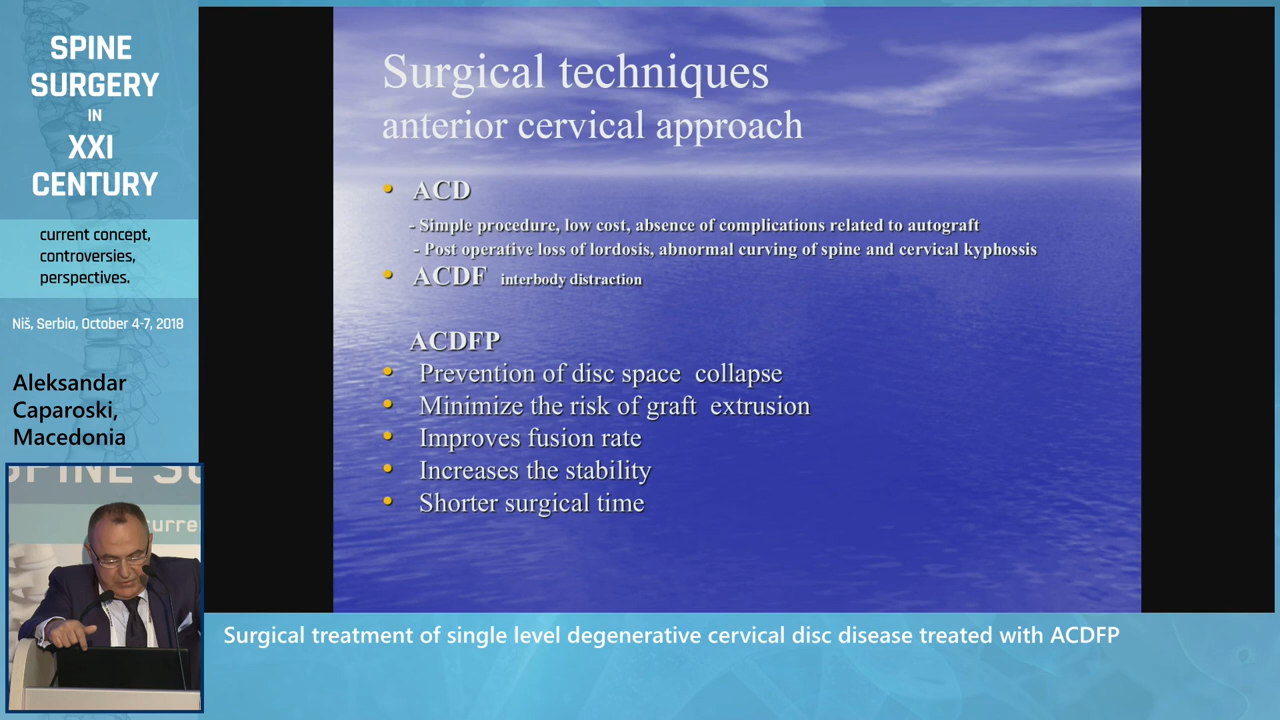 SPINE
SURGERY
IN
XXI
CENTURY
current concept,
controversies,
perspectives.
Niš, Serbia, October 4-7, 2018
Aleksandar
Caparoski,
Macedonia
SPINE SU
curre
Surgical techniques
anterior cervical approach
• ACD
- Simple procedure, low cost, absence of complications related to autograft
- Post operative loss of lordosis, abnormal curving of spine and cervical kyphossis
• ACDF interbody distraction
ACDFP
• Prevention of disc space collapse
• Minimize the risk of graft extrusion
• Improves fusion rate
• Increases the stability
• Shorter surgical time
Surgical treatment of single level degenerative cervical disc disease treated with ACDFP